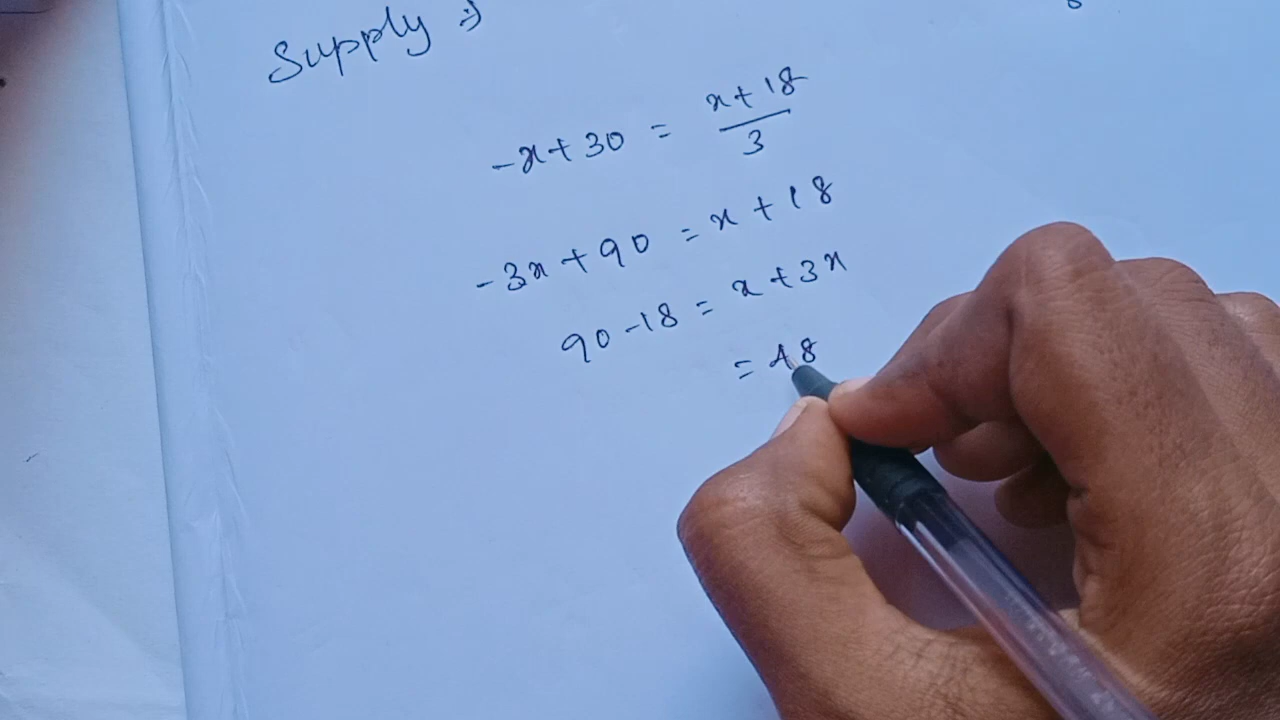 Supply :)
-x+30 = x+18/3
-3x+90 = x+18
90-18 = x+3x
= 48